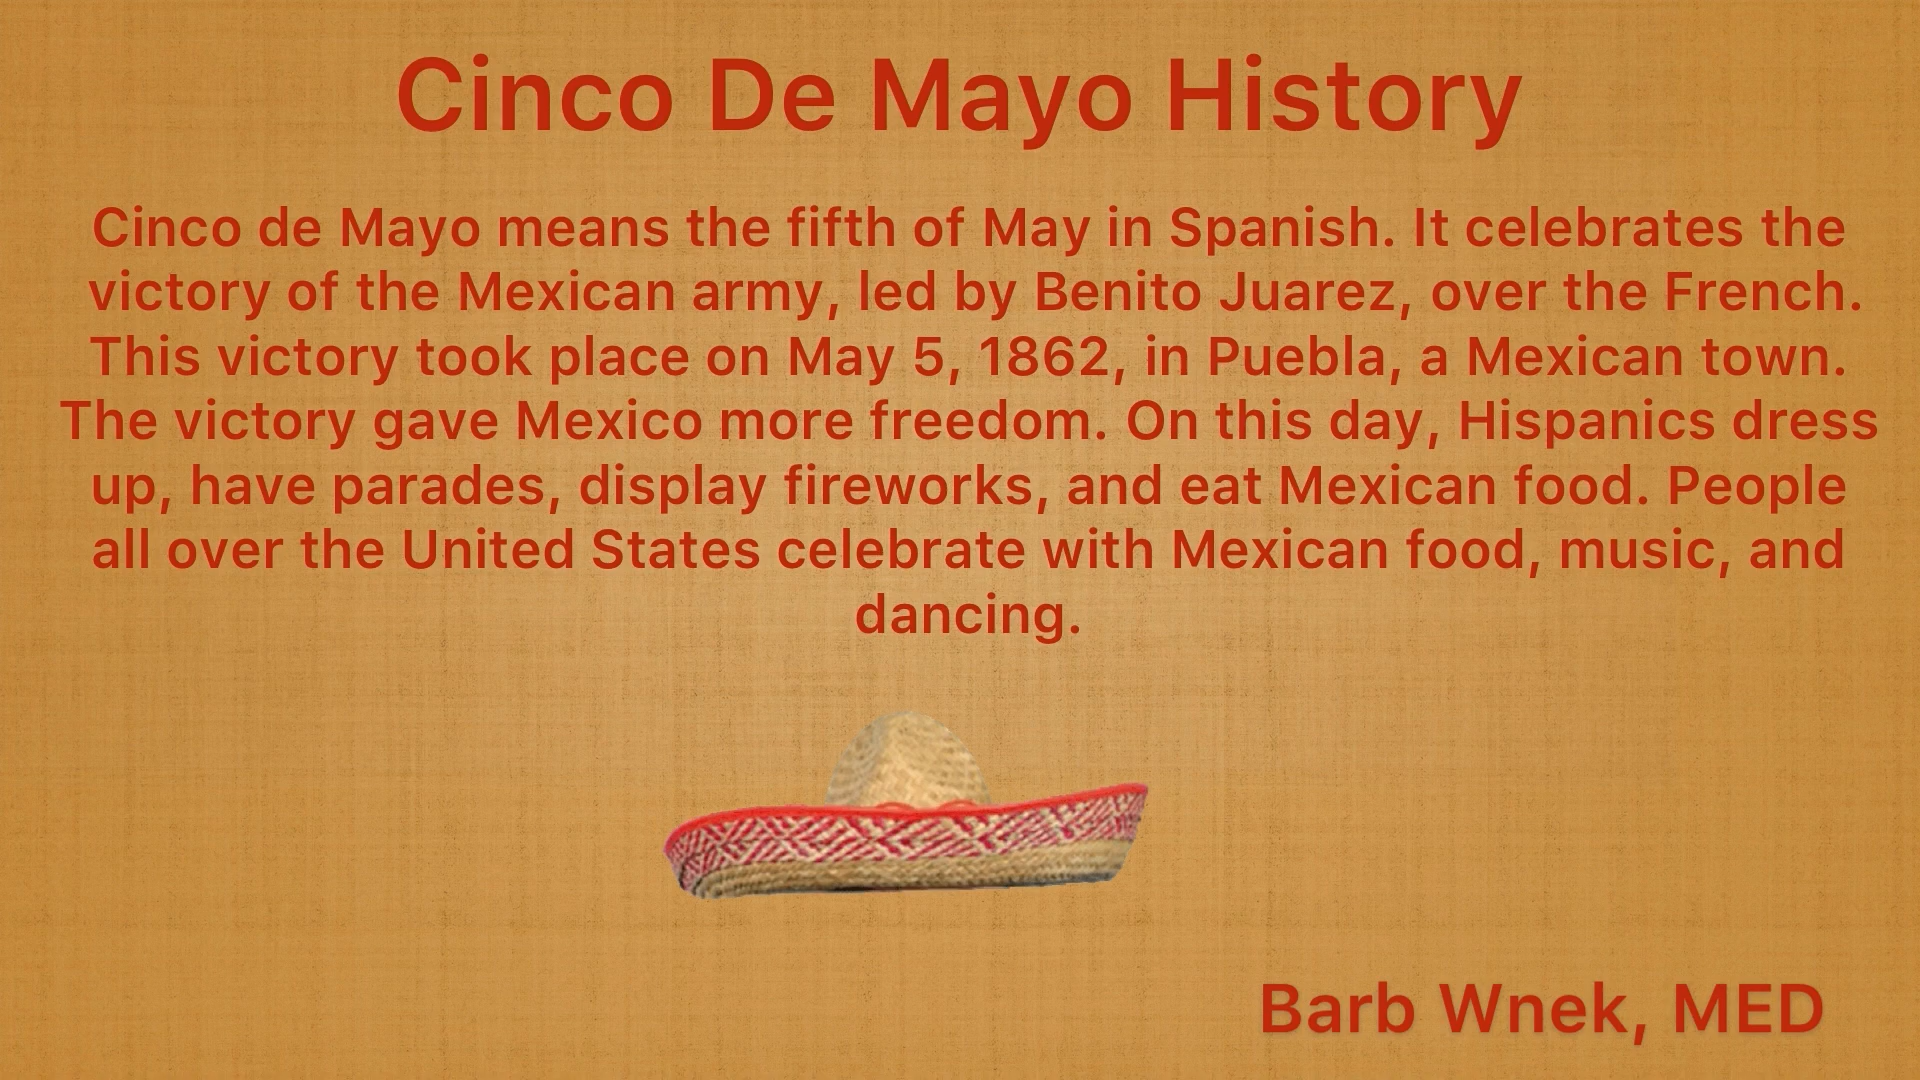 Cinco De Mayo History
Cinco de Mayo means the fifth of May in Spanish. It celebrates the
victory of the Mexican army, led by Benito Juarez, over the French.
This victory took place on May 5, 1862, in Puebla, a Mexican town.
The victory gave Mexico more freedom. On this day, Hispanics dress
up, have parades, display fireworks, and eat Mexican food. People
all over the United States celebrate with Mexican food, music, and
dancing.
Barb Wnek, MED